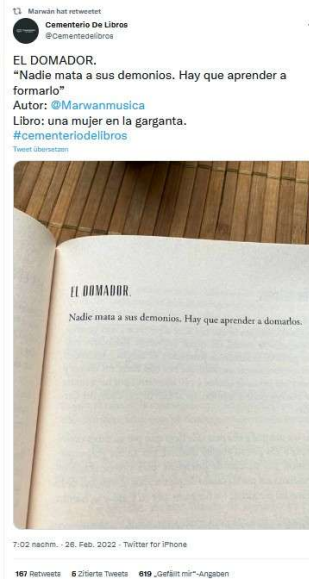 Marwán hat retweetet
Cementerio De Libros
@Cementedelibros
EL DOMADOR.
“Nadie mata a sus demonios. Hay que aprender a
formarlo”
Autor: @Marwanmusica
Libro: una mujer en la garganta.
#cementeriodelibros
Tweet übersetzen
EL DOMADOR.
Nadie mata a sus demonios. Hay que aprender a domarlos.
7:02 nachm. · 26. Feb. 2022 · Twitter for iPhone
167 Retweets 6 Zitierte Tweets 619 „Gefällt mir“-Angaben